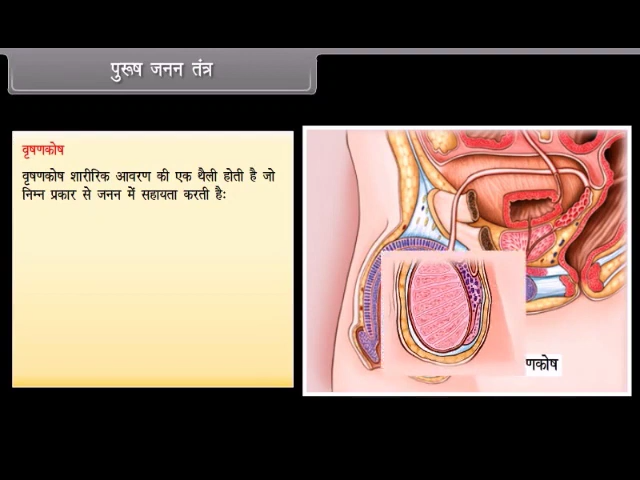 पुरूष जनन तंत्र
वृषणकोष
वृषणकोष शारीरिक आवरण की एक थैली होती है जो
निम्न प्रकार से जनन में सहायता करती है:
णकोष